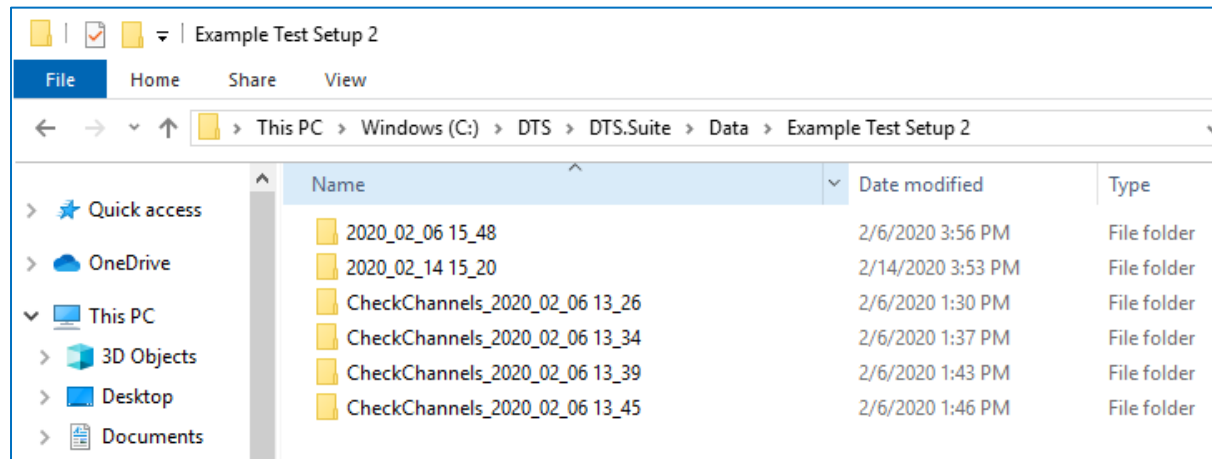 Example Test Setup 2
File Home Share View
This PC > Windows (C:) > DTS > DTS.Suite > Data > Example Test Setup 2
Name Date modified Type
Quick access
OneDrive
This PC
3D Objects
Desktop
Documents
2020_02_06 15_48 2/6/2020 3:56 PM File folder
2020_02_14 15_20 2/14/2020 3:53 PM File folder
CheckChannels_2020_02_06 13_26 2/6/2020 1:30 PM File folder
CheckChannels_2020_02_06 13_34 2/6/2020 1:37 PM File folder
CheckChannels_2020_02_06 13_39 2/6/2020 1:43 PM File folder
CheckChannels_2020_02_06 13_45 2/6/2020 1:46 PM File folder